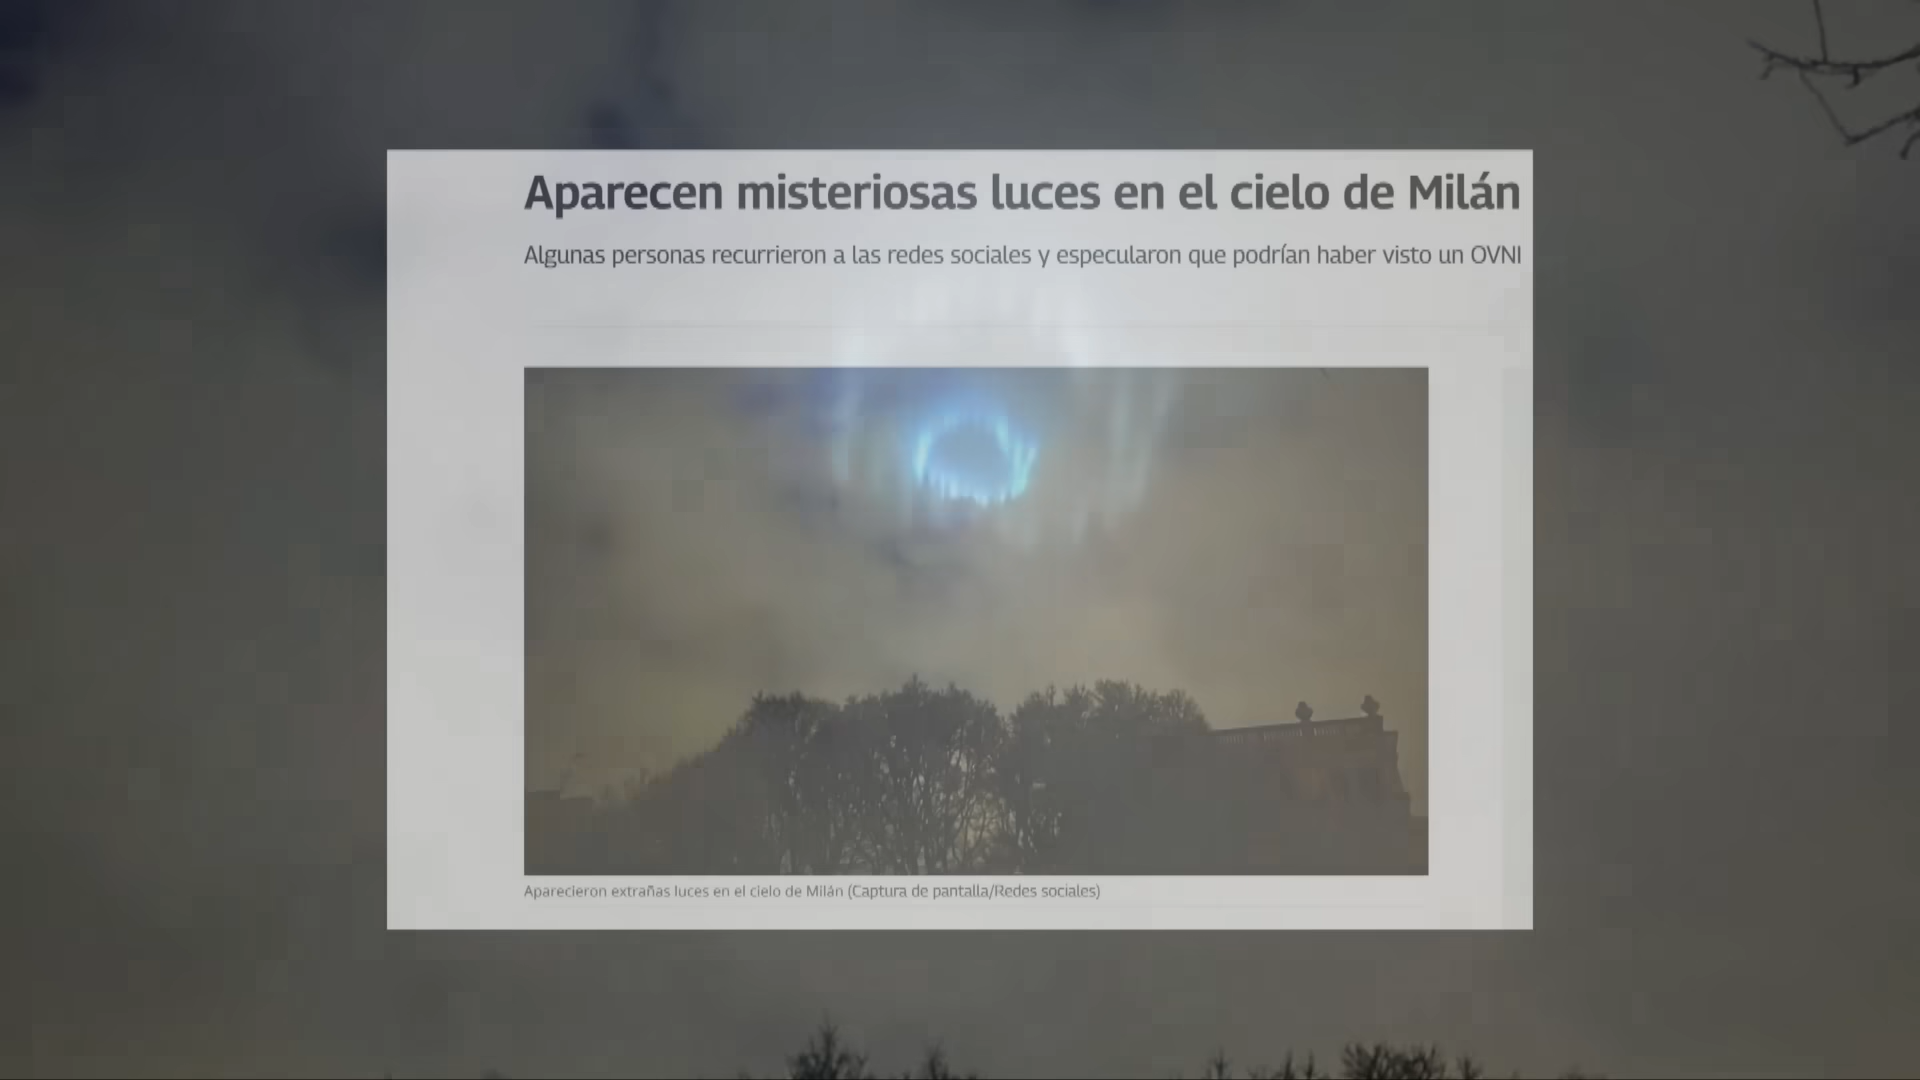 Aparecen misteriosas luces en el cielo de Milán
Algunas personas recurrieron a las redes sociales y especularon que podrían haber visto un OVNI
Aparecieron extrañas luces en el cielo de Milán (Captura de pantalla/Redes sociales)